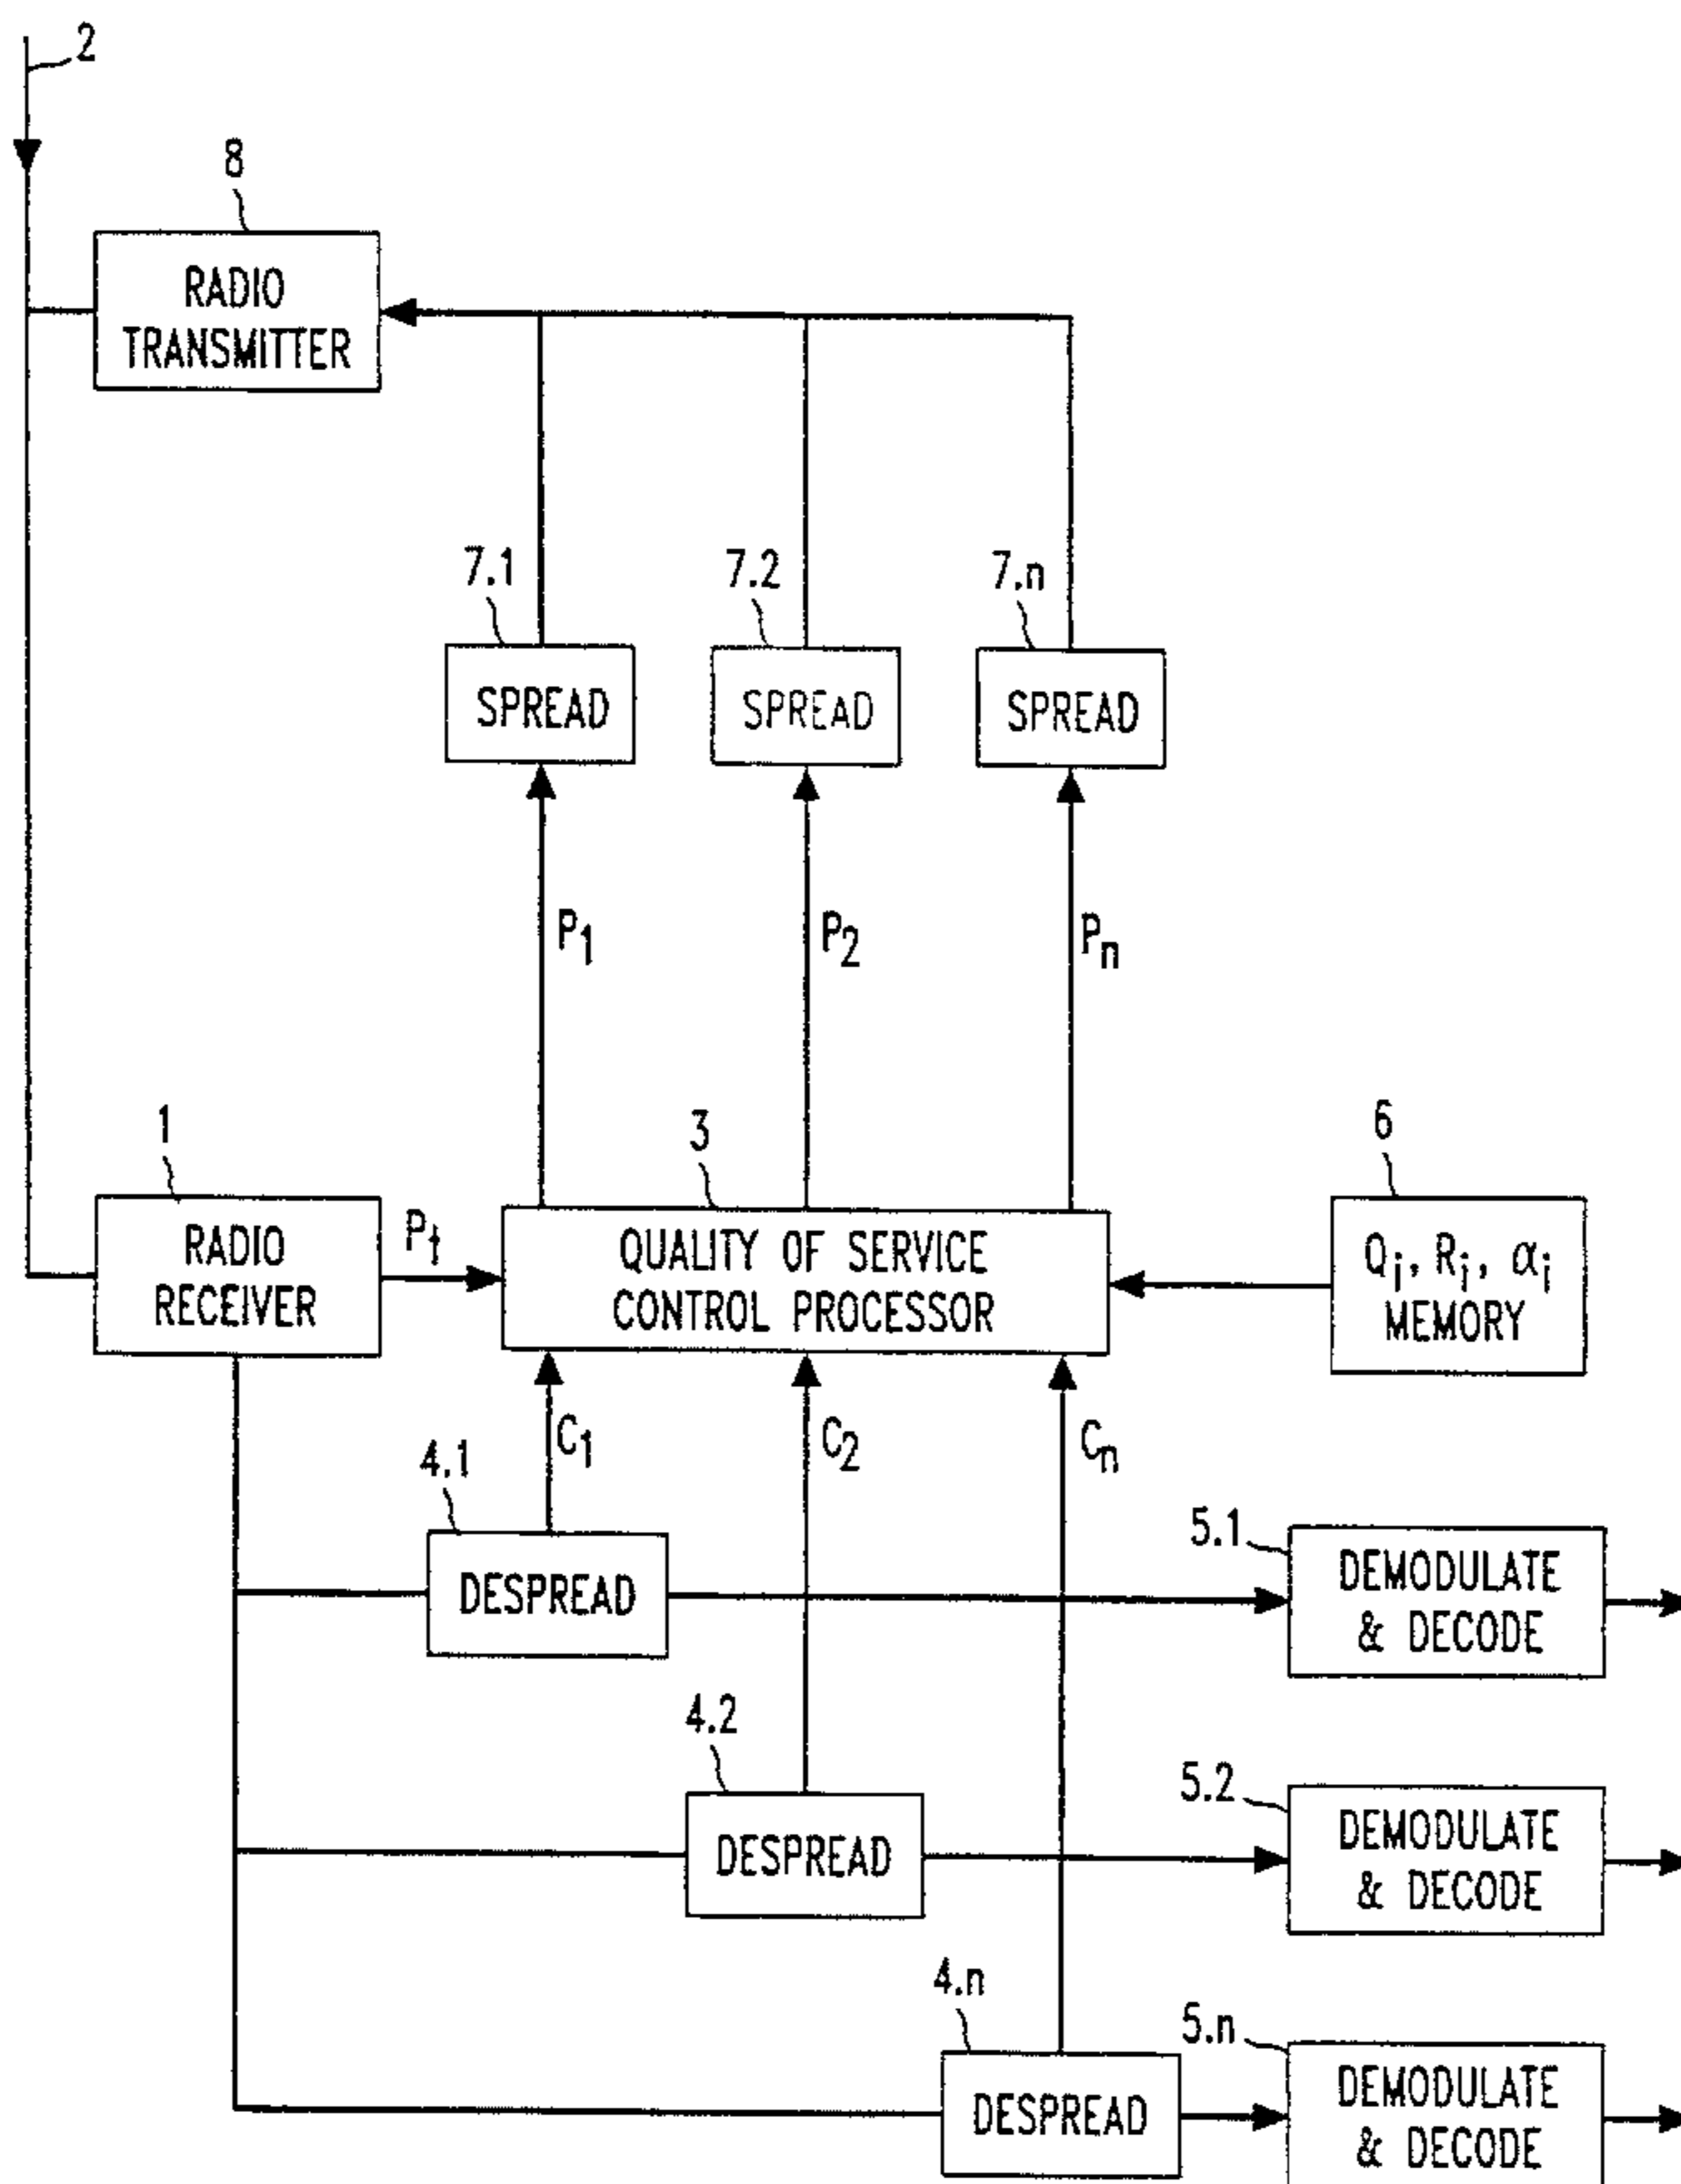 2
8
RADIO
TRANSMITTER
7.1
7.2
7.n
SPREAD
SPREAD
SPREAD
P1
P2
Pn
1
3
6
RADIO
RECEIVER
Pt
QUALITY OF SERVICE
CONTROL PROCESSOR
Qi, Ri, αi
MEMORY
C1
C2
Cn
4.1
DESPREAD
5.1
DEMODULATE
& DECODE
4.2
DESPREAD
5.2
DEMODULATE
& DECODE
4.n
DESPREAD
5.n
DEMODULATE
& DECODE